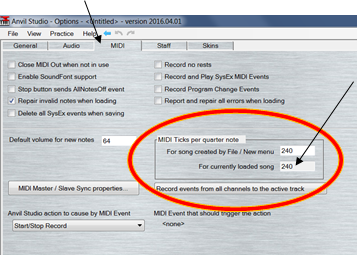 Anvil Studio - Options - <Untitled> - version 2016.04.01
File View Practice Help
General Audio MIDI Staff Skins
Close MIDI Out when not in use
Record no rests
Enable SoundFont support
Record and Play SysEx MIDI Events
Stop button sends AllNotesOff event
Record Program Change Events
Repair invalid notes when loading
Report and repair all errors when loading
Delete all SysEx events when saving
Default volume for new notes 64
MIDI Ticks per quarter note
For song created by File / New menu 240
For currently loaded song 240
MIDI Master / Slave Sync properties...
Record events from all channels to the active track
Anvil Studio action to cause by MIDI Event
MIDI Event that should trigger the action
Start/Stop Record
<none>